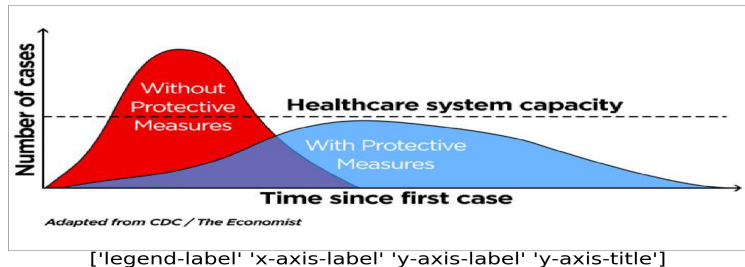 Number of cases
Without
Protective
Measures
Healthcare system capacity
With Protective
Measures
Time since first case
Adapted from CDC / The Economist
['legend-label' 'x-axis-label' 'y-axis-label' 'y-axis-title']